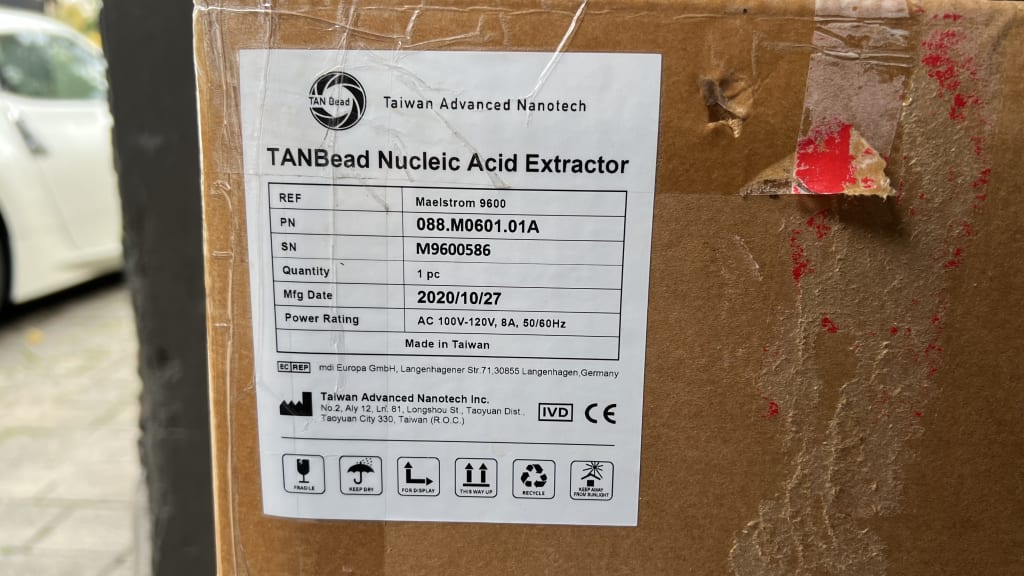 TAN Bead
Taiwan Advanced Nanotech
TANBead Nucleic Acid Extractor
REF Maelstrom 9600
PN 088.M0601.01A
SN M9600586
Quantity 1 pc
Mfg Date 2020/10/27
Power Rating AC 100V-120V, 8A, 50/60Hz
Made in Taiwan
EC REP mdi Europa GmbH, Langenhagener Str.71,30855 Langenhagen,Germany
Taiwan Advanced Nanotech Inc.
No.2, Aly 12, Ln. 81, Longshou St., Taoyuan Dist.,
Taoyuan City 330, Taiwan (R.O.C.)
IVD CE
FRAGILE KEEP DRY FOR DISPLAY THIS WAY UP RECYCLE KEEP AWAY
FROM SUNLIGHT